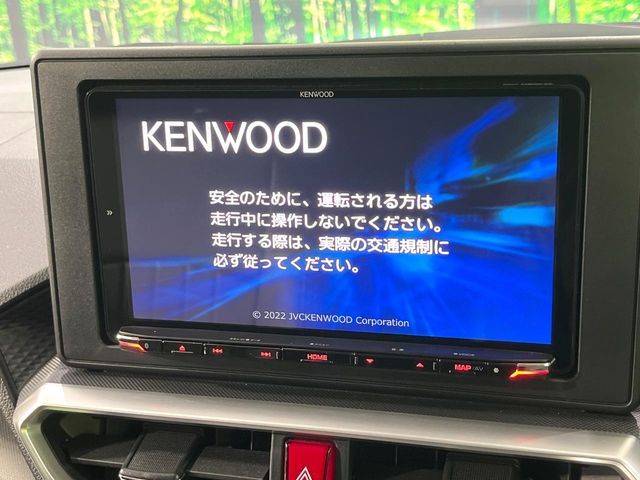 KENWOOD
KENWOOD
安全のために、運転される方は
走行中に操作しないでください。
走行する際は、実際の交通規制に
必ず従ってください。
© 2022 JVCKENWOOD Corporation
HOME
MAP/AV